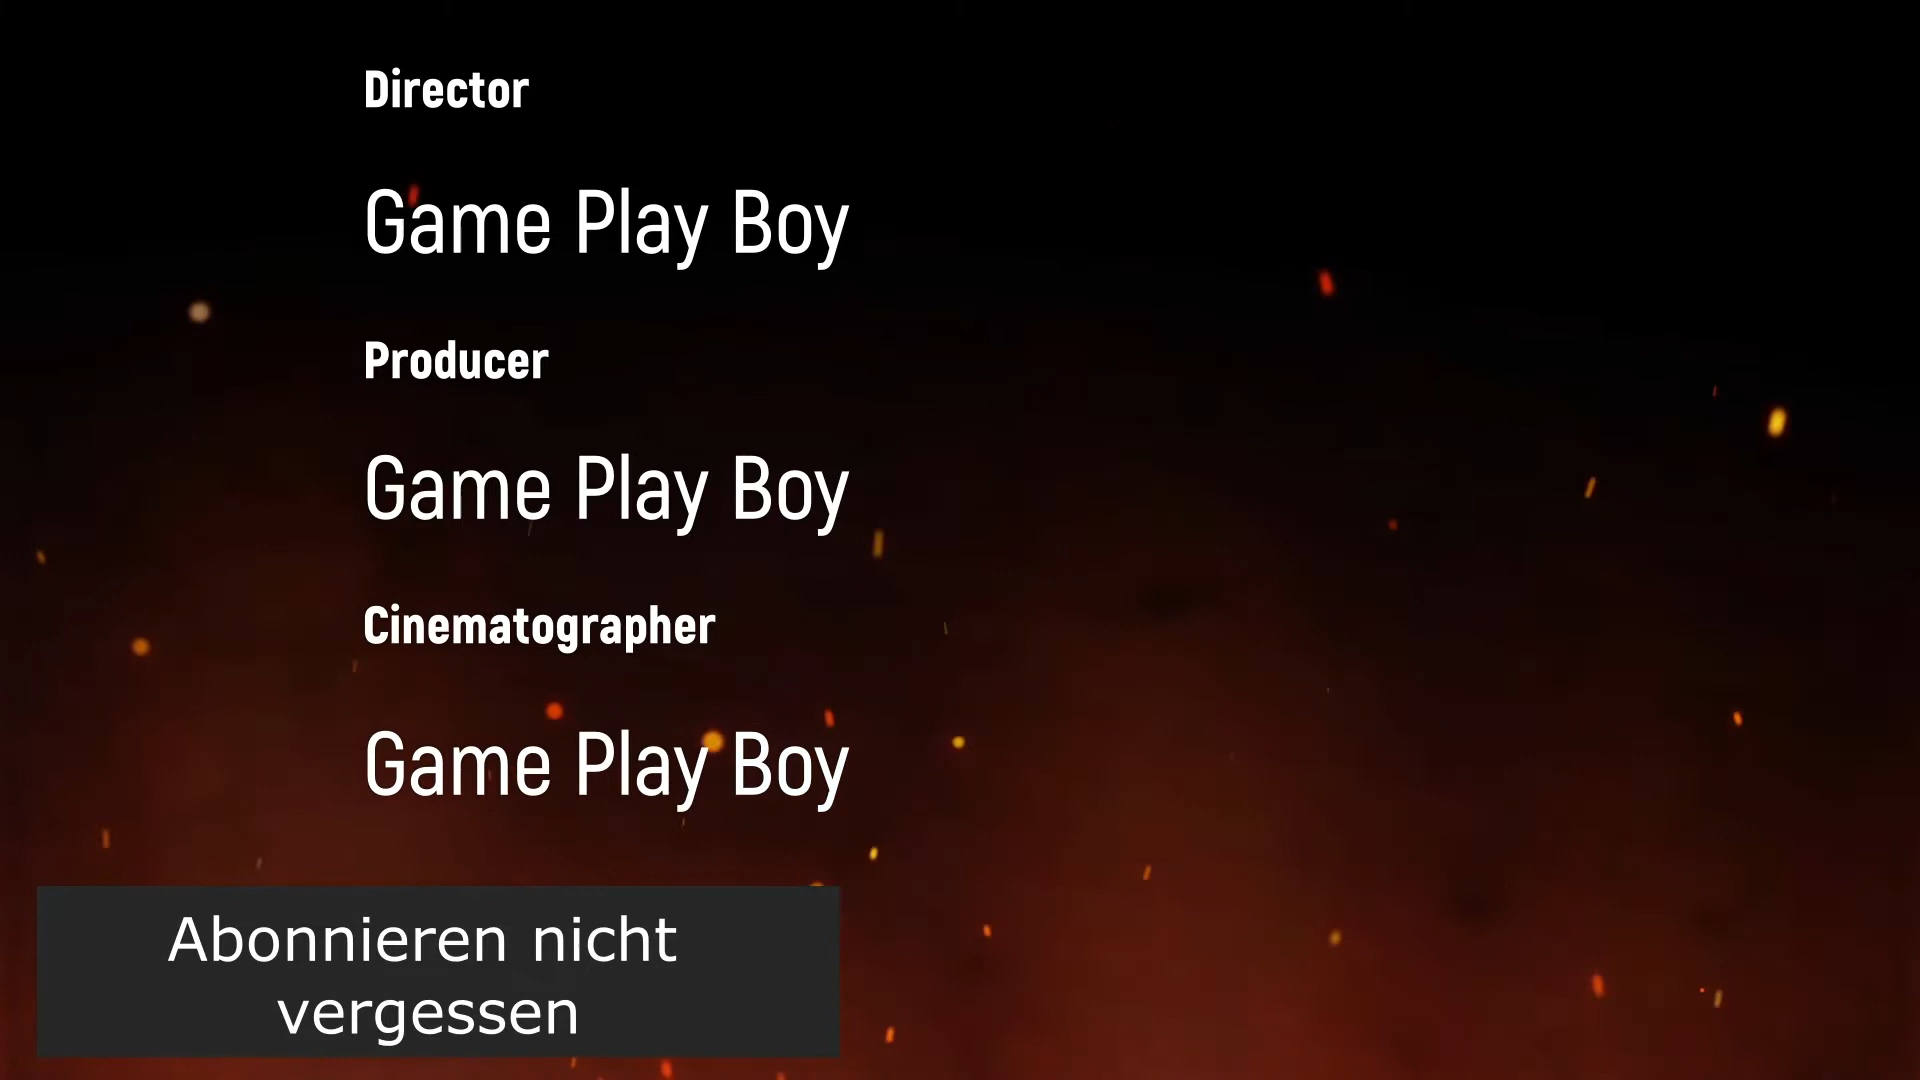 Director
Game Play Boy
Producer
Game Play Boy
Cinematographer
Game Play Boy
Abonnieren nicht
vergessen